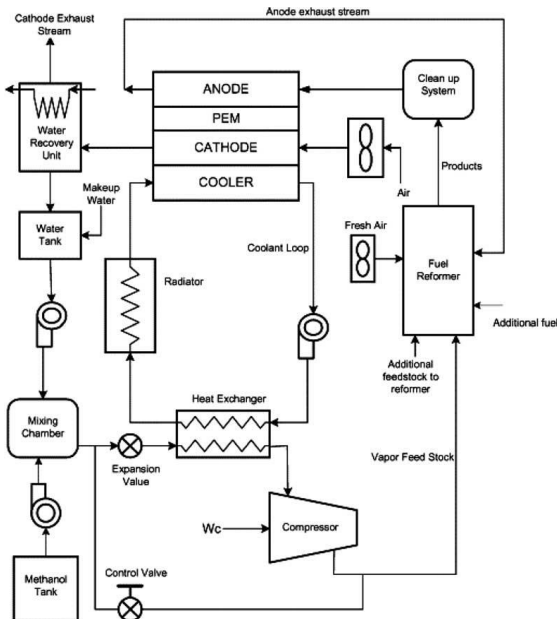 Cathode Exhaust
Stream
Anode exhaust stream
ANODE
PEM
CATHODE
COOLER
Clean up
System
Water
Recovery
Unit
Makeup
Water
Water
Tank
Products
Air
Fresh Air
Fuel
Reformer
Coolant Loop
Radiator
Additional fuel
Additional
feedstock to
reformer
Heat Exchanger
Mixing
Chamber
Expansion
Value
Vapor Feed Stock
Wc
Compressor
Control Valve
Methanol
Tank